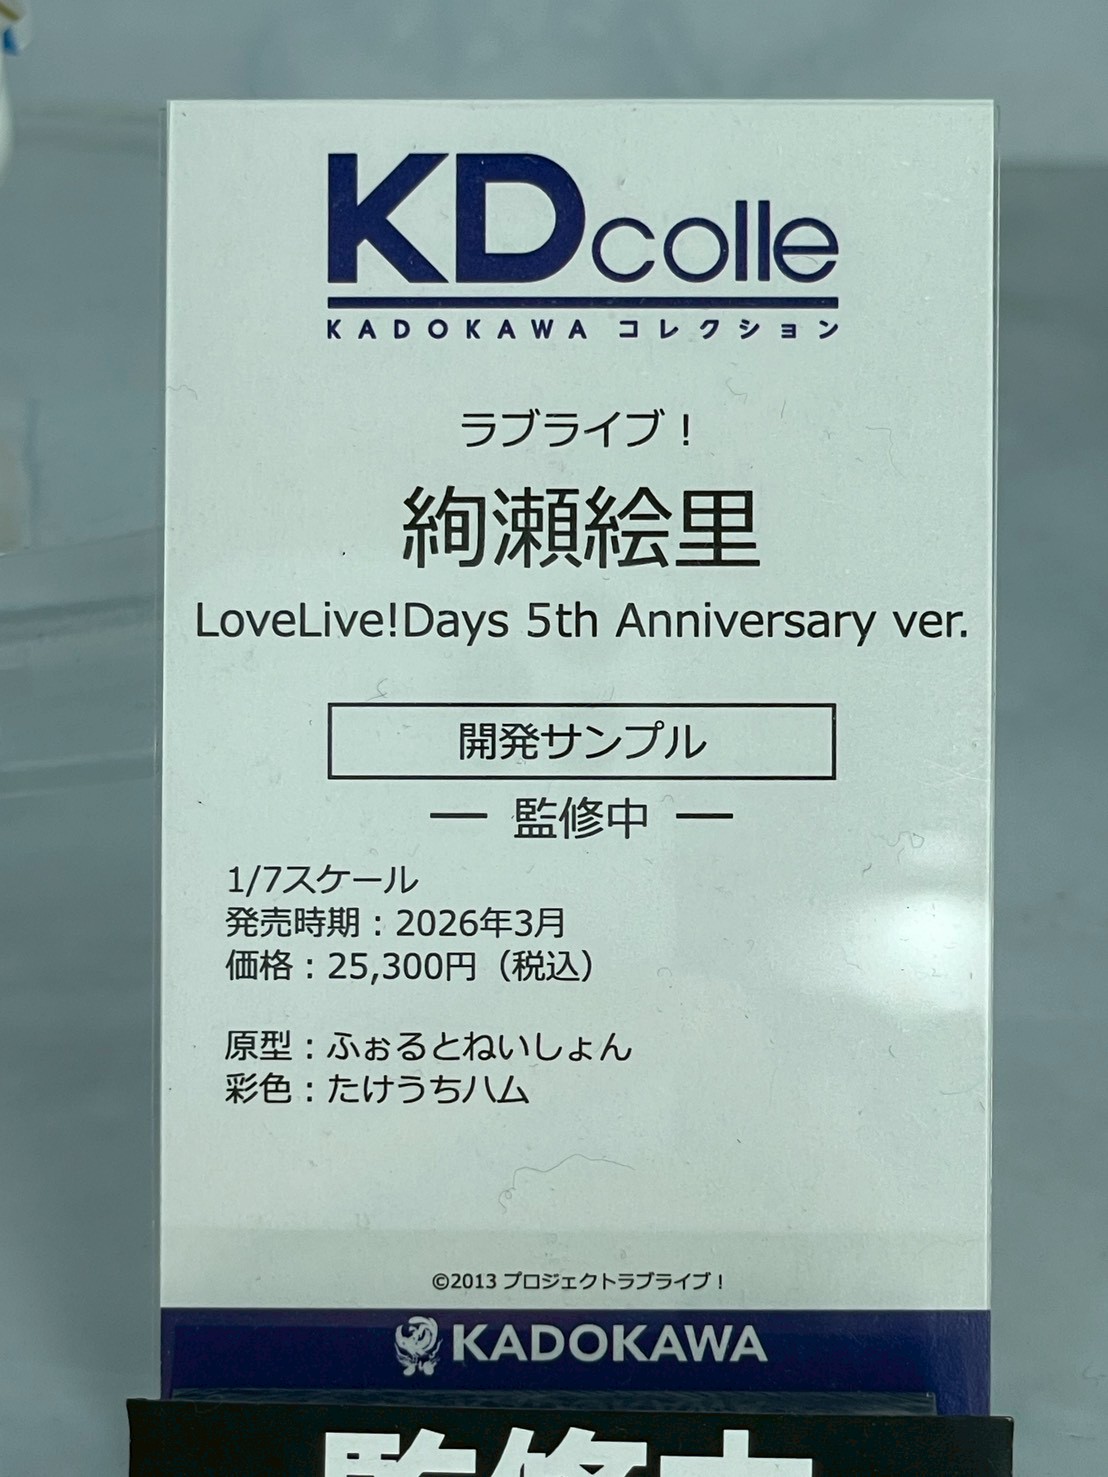 KDcolle
KADOKAWA コレクション
ラブライブ！
絢瀬絵里
LoveLive!Days 5th Anniversary ver.
開発サンプル
― 監修中 ―
1/7スケール
発売時期：2026年3月
価格：25,300円（税込）
原型：ふぉるとねいしょん
彩色：たけうちハム
©2013 プロジェクトラブライブ！
KADOKAWA
監修中